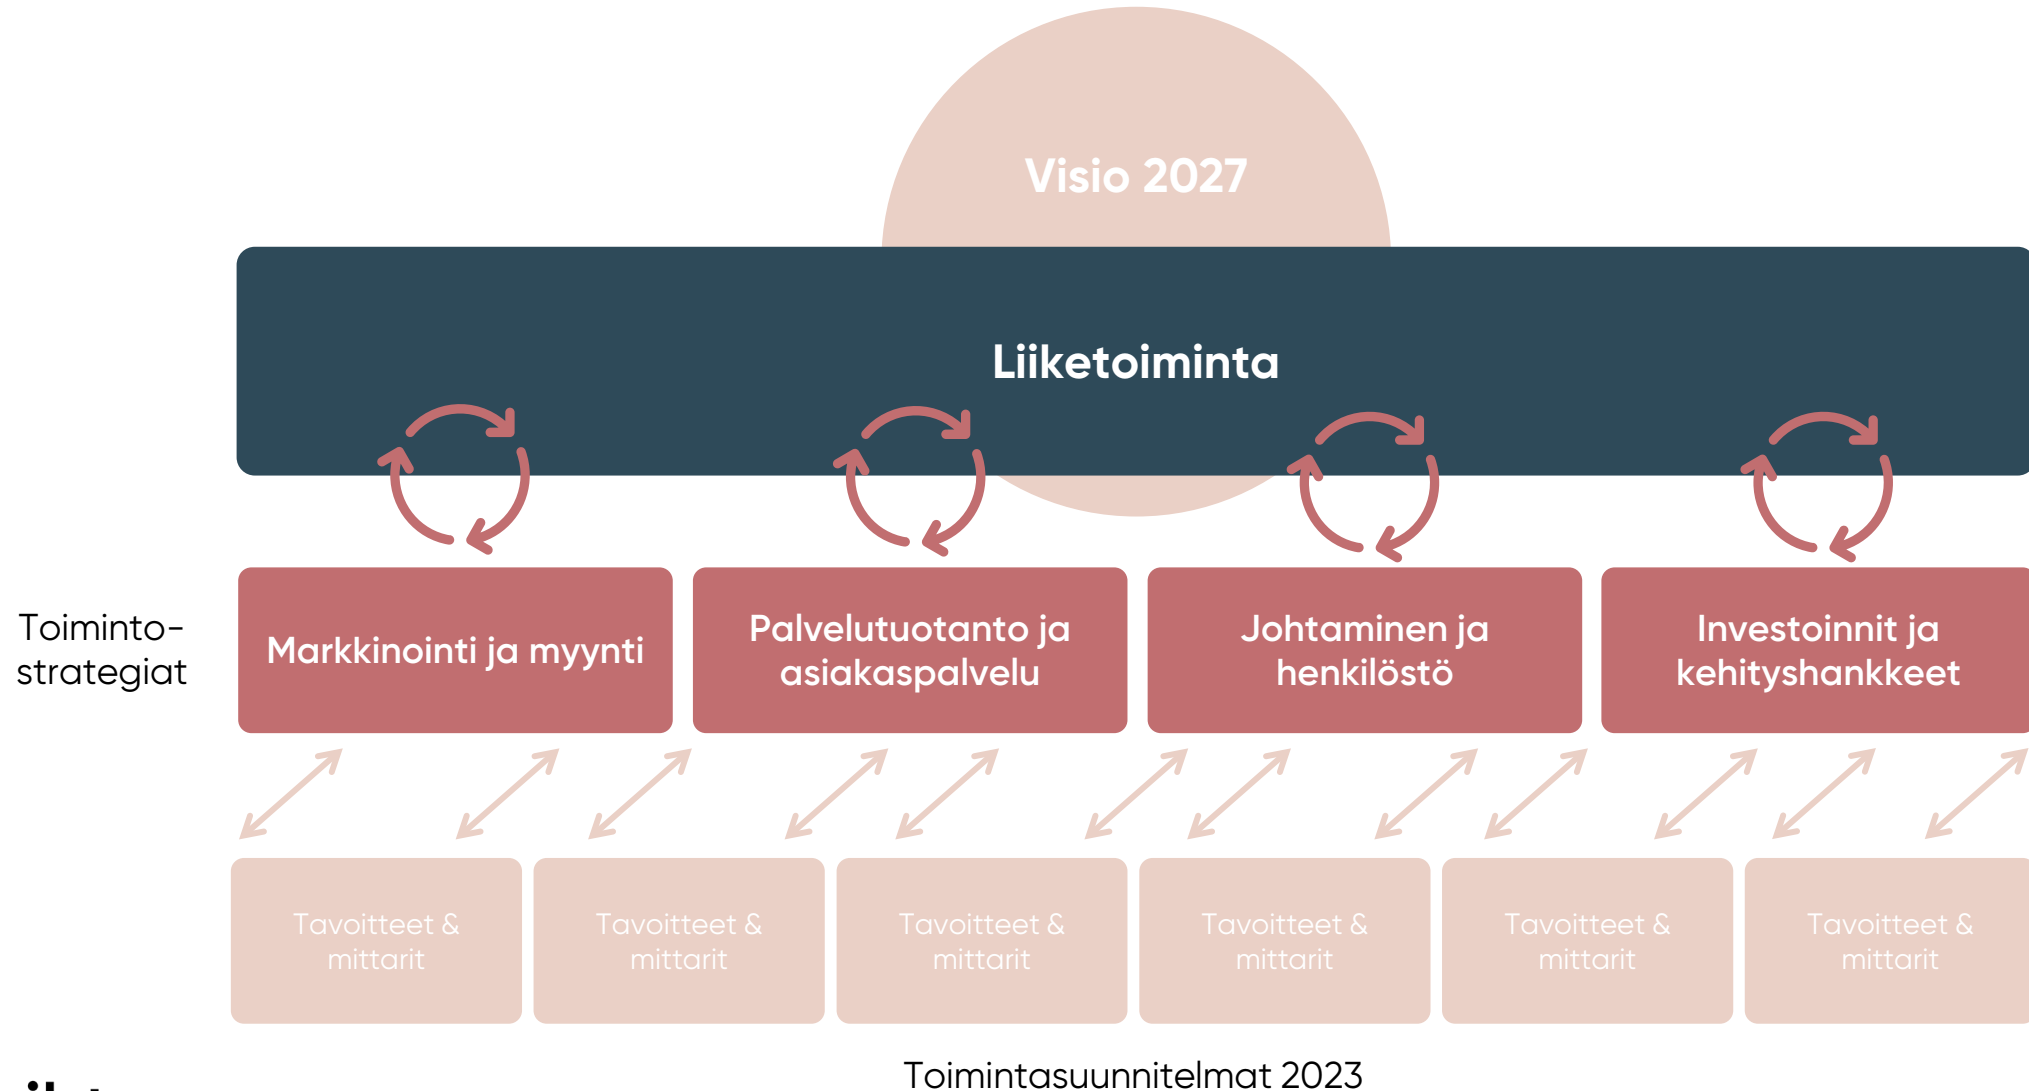 Visio 2027
Liiketoiminta
Toiminto-
strategiat
Markkinointi ja myynti
Palvelutuotanto ja
asiakaspalvelu
Johtaminen ja
henkilöstö
Investoinnit ja
kehityshankkeet
Tavoitteet &
mittarit
Tavoitteet &
mittarit
Tavoitteet &
mittarit
Tavoitteet &
mittarit
Tavoitteet &
mittarit
Tavoitteet &
mittarit
Toimintasuunnitelmat 2023